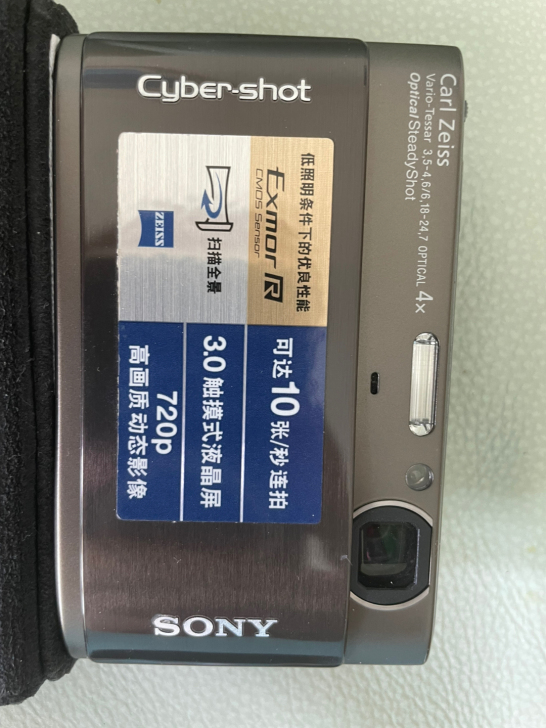 Cyber-shot
Carl Zeiss
Vario-Tessar 3,5-4,6/6,18-24,7 OPTICAL 4x
Optical SteadyShot
低照明条件下的优良性能
Exmor R
CMOS Sensor
扫描全景
ZEISS
可达10张/秒连拍
3.0 触摸式液晶屏
720p
高画质动态影像
SONY